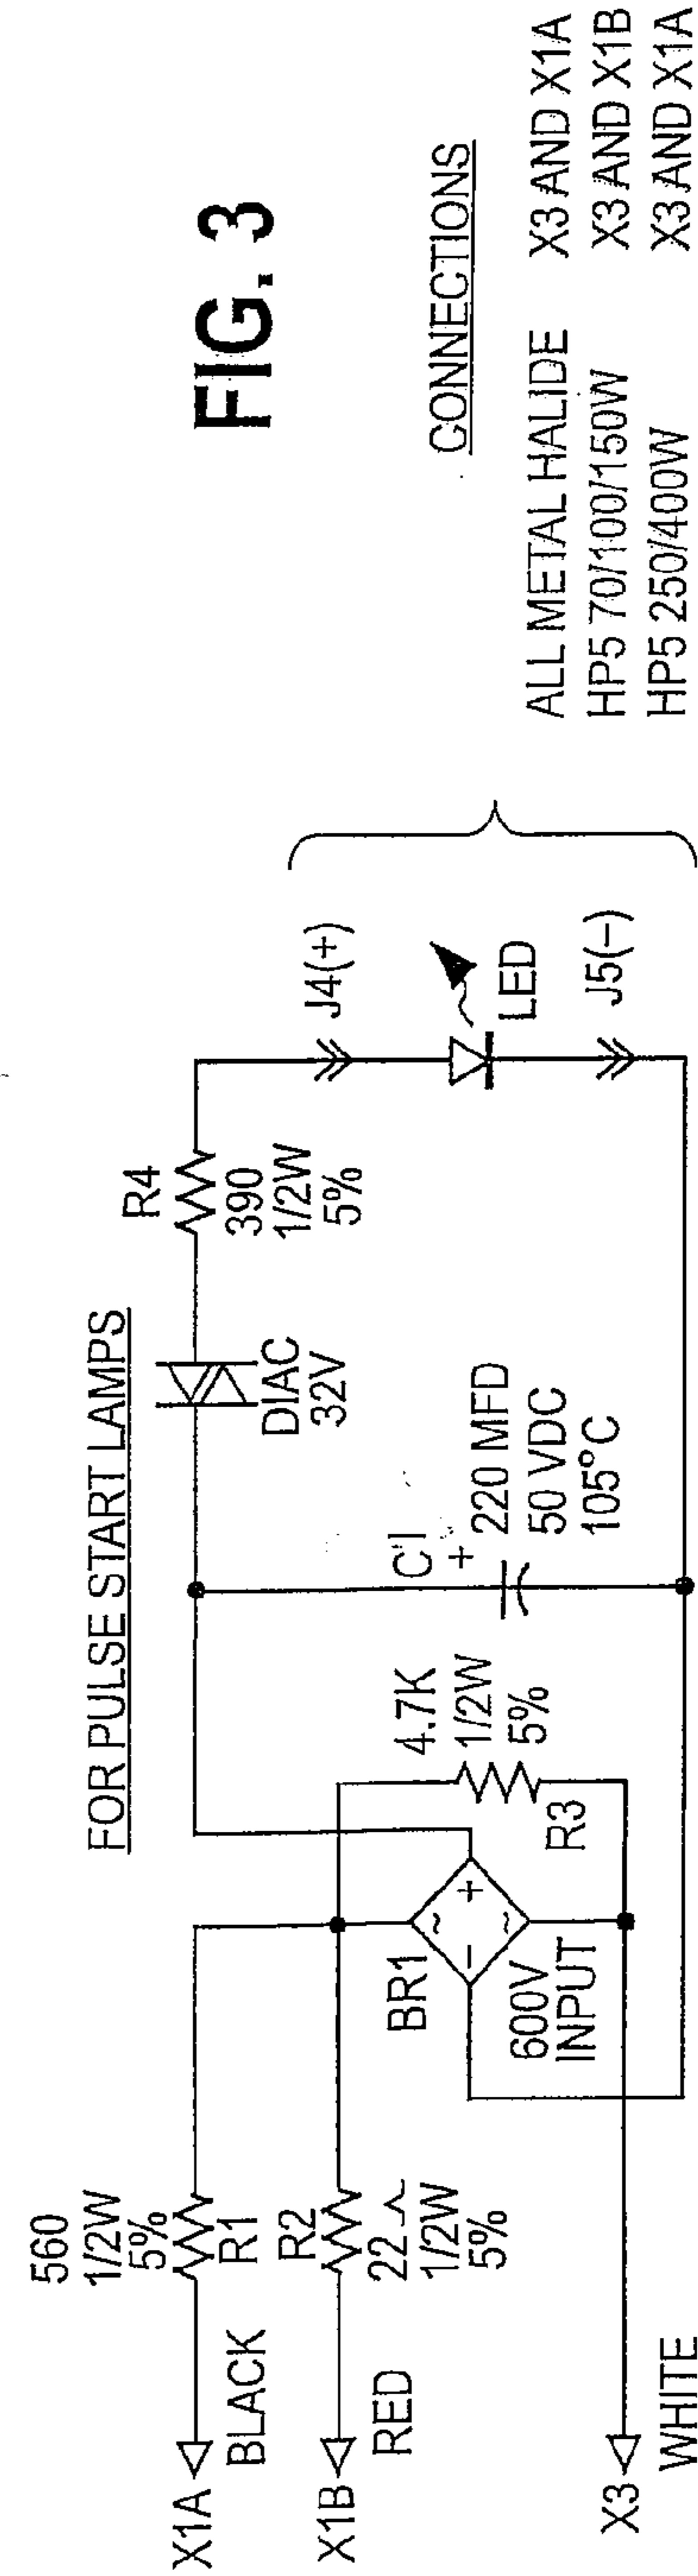 FIG. 3
FOR PULSE START LAMPS
X1A
BLACK
560
1/2W
5%
R1
X1B
RED
R2
22
1/2W
5%
X3
WHITE
BR1
600V
INPUT
~
~
+
−
4.7K
1/2W
5%
R3
C1
+
220 MFD
50 VDC
105°C
DIAC
32V
R4
390
1/2W
5%
J4(+)
LED
J5(−)
CONNECTIONS
ALL METAL HALIDE X3 AND X1A
HP5 70/100/150W X3 AND X1B
HP5 250/400W X3 AND X1A